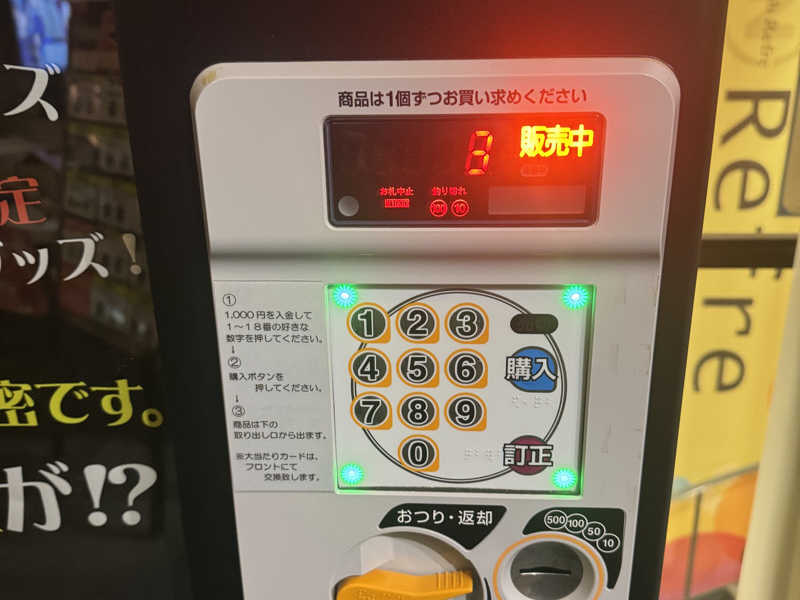 商品は1個ずつお買い求めください
販売中
お札中止
釣り切れ
100
10
①
1,000円を入金して
1～18番の好きな
数字を押してください。
↓
②
購入ボタンを
押してください。
↓
③
商品は下の
取り出し口から出ます。
※大当たりカードは、
フロントにて
交換致します。
1 2 3
4 5 6
7 8 9
0
購入
訂正
おつり・返却
500 100 50 10
ズ
定
ッズ！
密です。
が⁉
Refre
Refre